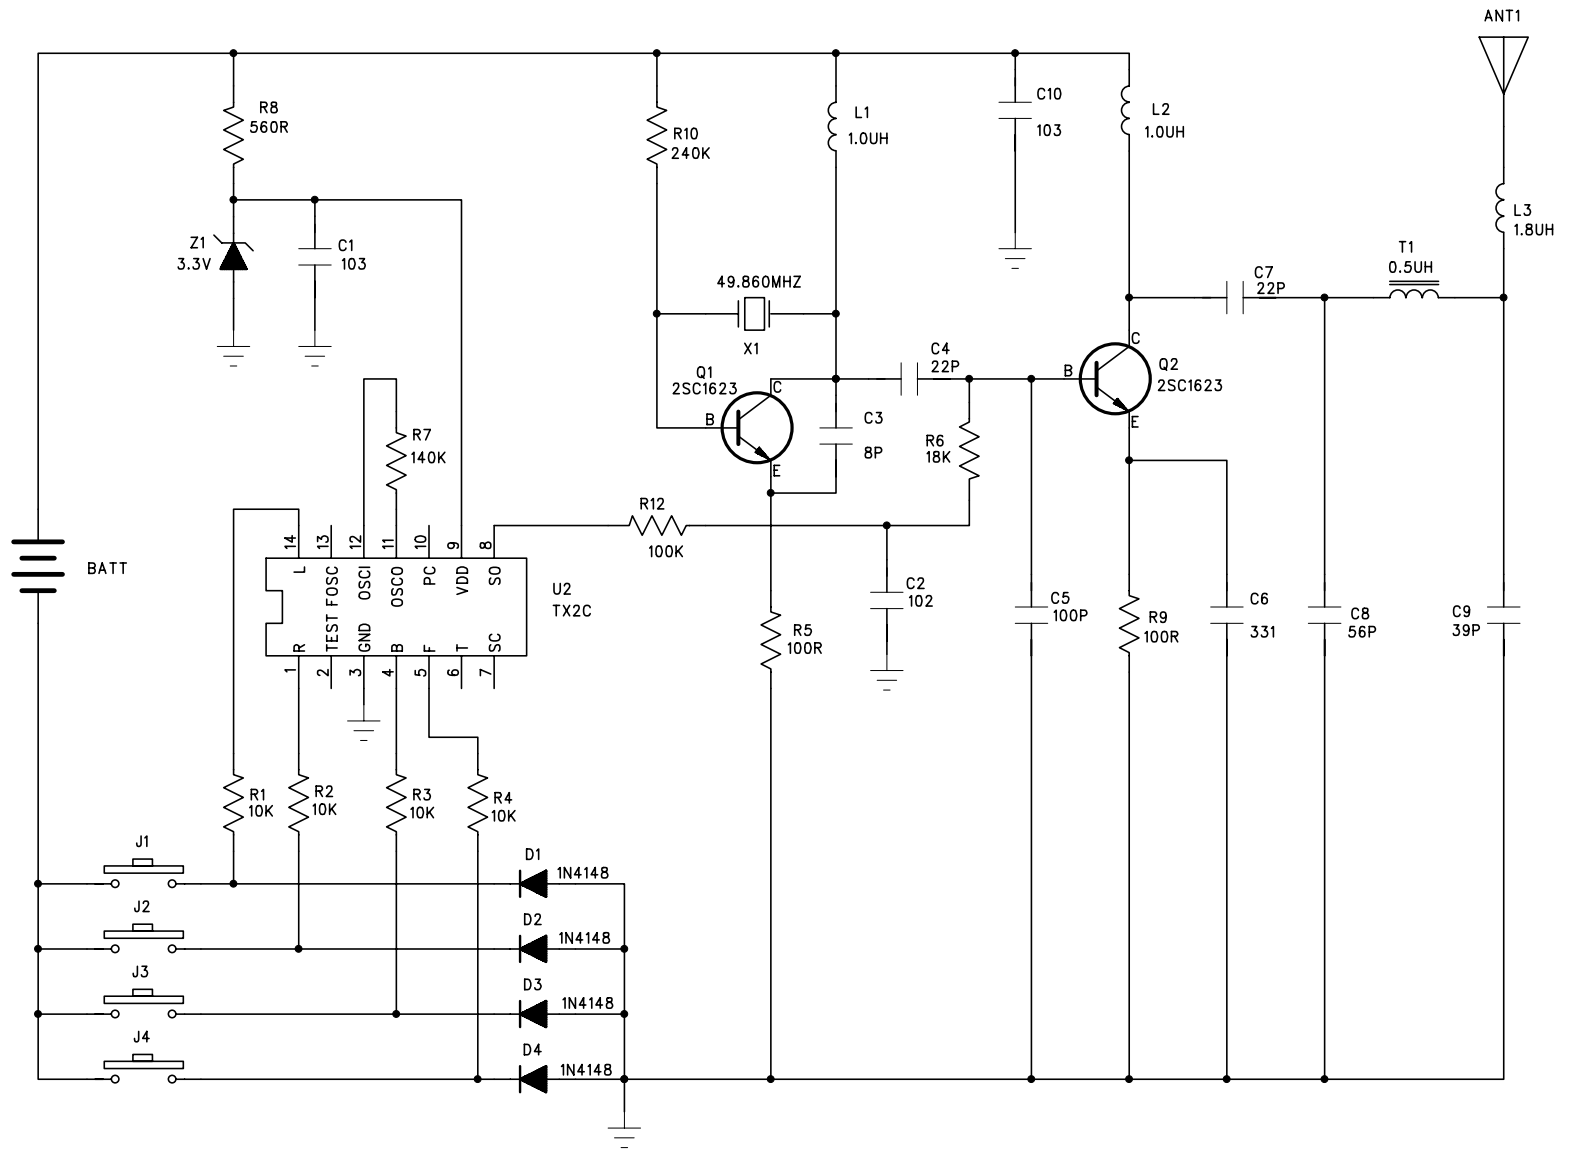 ANT1
R8
560R
R10
240K
L1
1.0UH
C10
103
L2
1.0UH
L3
1.8UH
Z1
3.3V
C1
103
T1
0.5UH
C7
22P
49.860MHZ
X1
Q1
2SC1623
C
B
E
C4
22P
C3
8P
B
C
E
Q2
2SC1623
R6
18K
R7
140K
R12
100K
BATT
14
13
12
11
10
9
8
L
FOSC
OSCI
OSCO
PC
VDD
SO
U2
TX2C
R
TEST
GND
B
F
T
SC
1
2
3
4
5
6
7
C2
102
R5
100R
C5
100P
R9
100R
C6
331
C8
56P
C9
39P
R1
10K
R2
10K
R3
10K
R4
10K
J1
D1
1N4148
J2
D2
1N4148
J3
D3
1N4148
J4
D4
1N4148